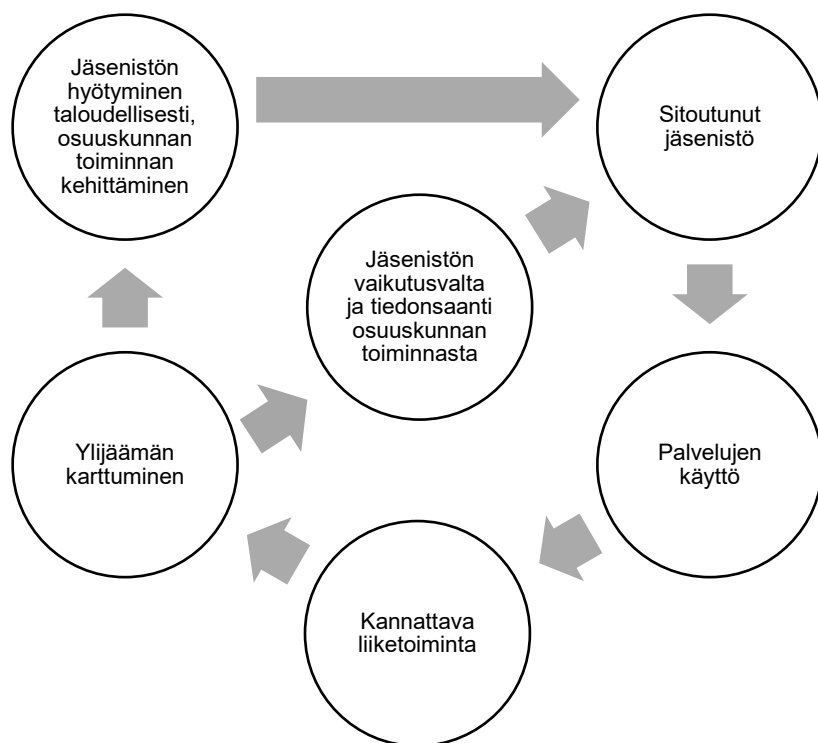 Jäsenistön
hyötyminen
taloudellisesti,
osuuskunnan
toiminnan
kehittäminen
Sitoutunut
jäsenistö
Jäsenistön
vaikutusvalta
ja tiedonsaanti
osuuskunnan
toiminnasta
Ylijäämän
karttuminen
Palvelujen
käyttö
Kannattava
liiketoiminta